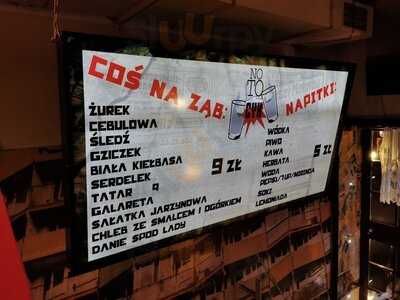 COŚ NA ZĄB:
NO
TO
CYK
NAPITKI:
ŻUREK
CEBULOWA
ŚLEDŹ
GZICZEK
BIAŁA KIEŁBASA
SERDELEK
TATAR
GALARETA
SAŁATKA JARZYNOWA
CHLEB ZE SMALCEM I OGÓRKIEM
DANIE SPOD LADY
9 ZŁ
WÓDKA
PIWO
KAWA
HERBATA
WODA
PEPSI/7UP/MIRINDA
SOKI
LEMONIADA
5 ZŁ